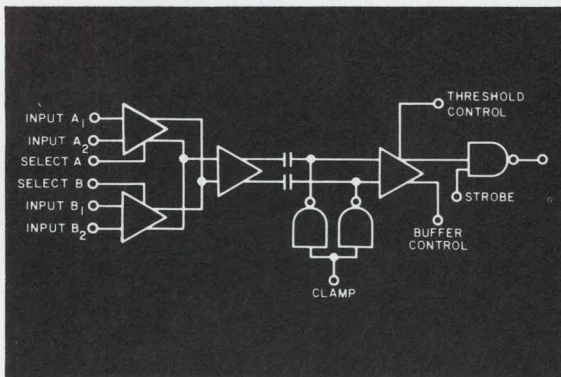 INPUT A1
INPUT A2
SELECT A
SELECT B
INPUT B1
INPUT B2
THRESHOLD
CONTROL
STROBE
BUFFER
CONTROL
CLAMP